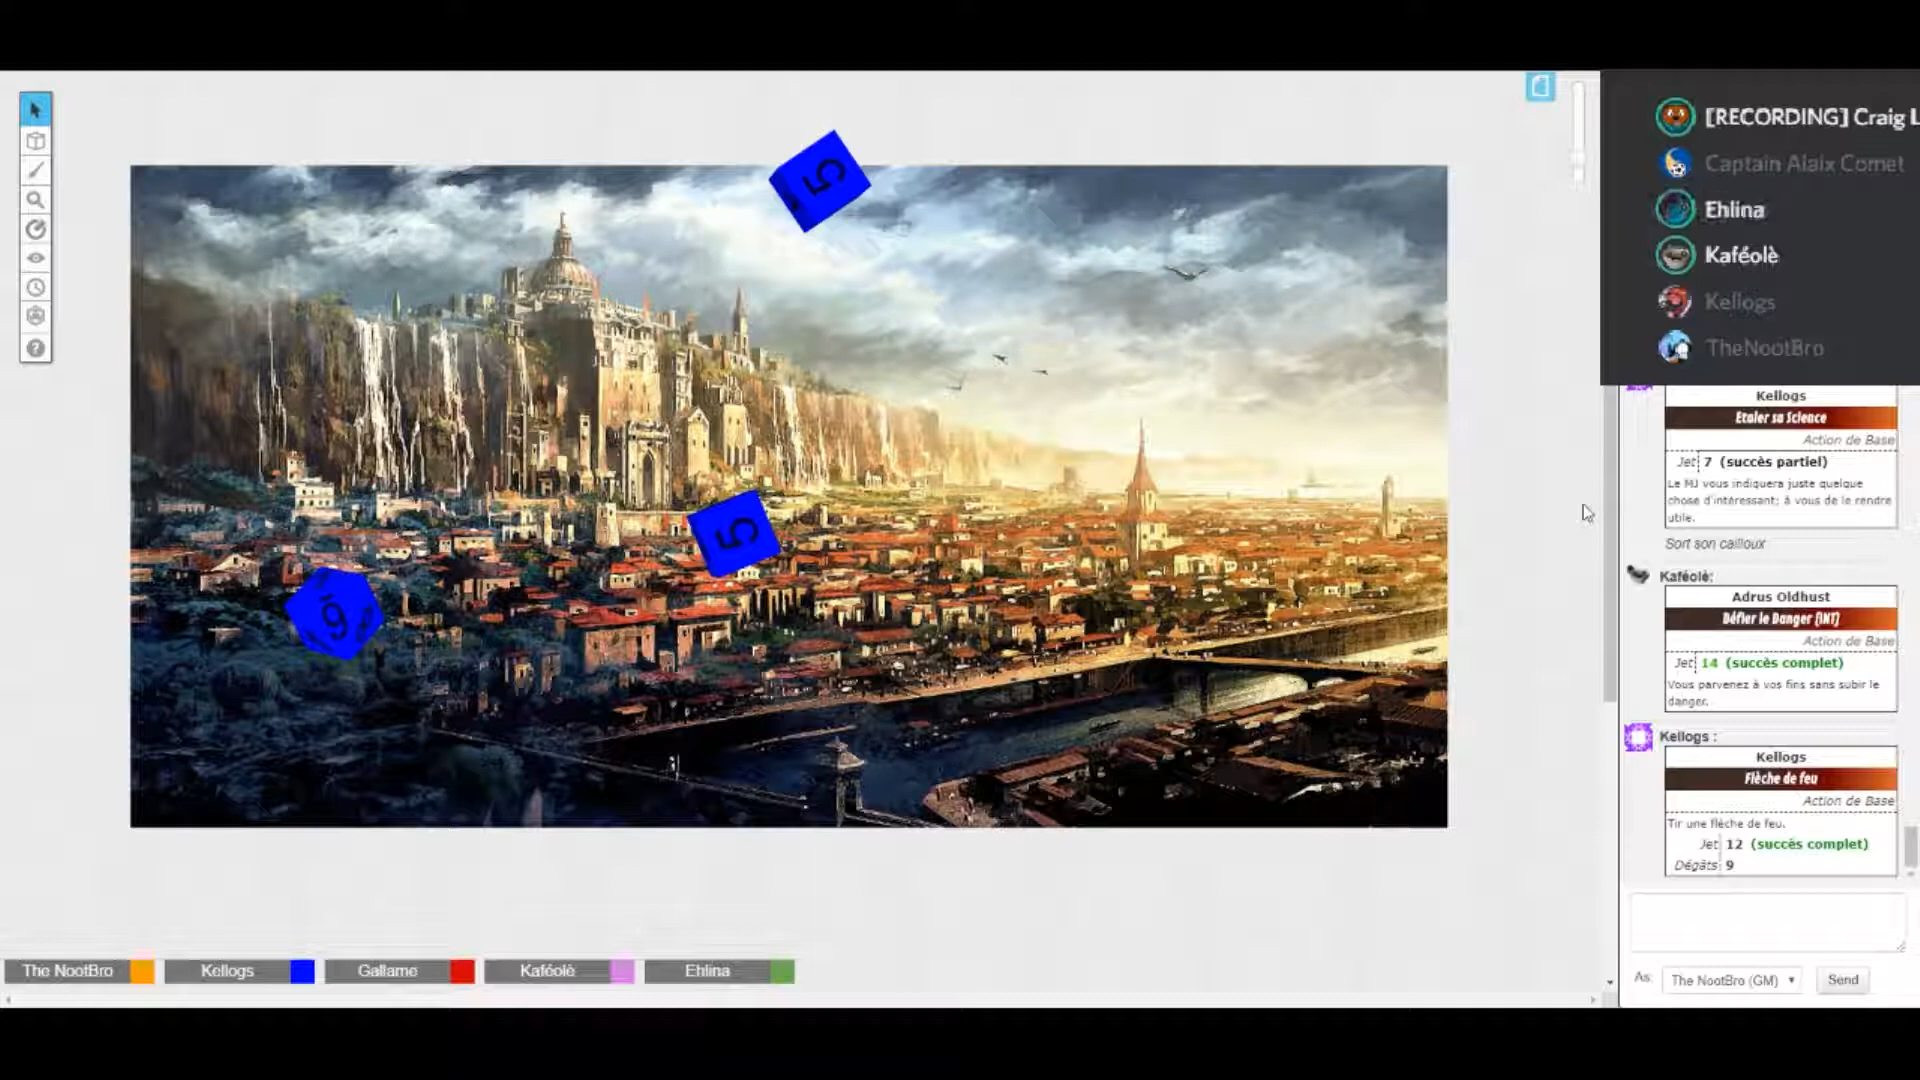 [RECORDING] Craig L
Captain Alaix Comet
Ehlina
Kaféolè
Kellogs
TheNootBro
Kellogs
Etaler sa Science
Action de Base
Jet 7 (succès partiel)
Le MJ vous indiquera juste quelque
chose d'intéressant; à vous de le rendre
utile.
Sort son cailloux
Kaféolè:
Adrus Oldhust
Défier le Danger (INT)
Action de Base
Jet 14 (succès complet)
Vous parvenez à vos fins sans subir le
danger.
Kellogs :
Kellogs
Flèche de feu
Action de Base
Tir une flèche de feu.
Jet 12 (succès complet)
Dégâts 9
As: The NootBro (GM) Send
5
5
9
8
The NootBro Kellogs Gallame Kaféolè Ehlina